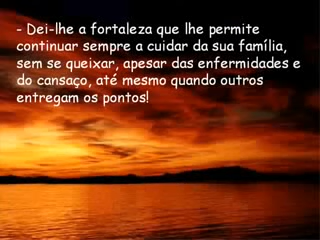 - Dei-lhe a fortaleza que lhe permite
continuar sempre a cuidar da sua família,
sem se queixar, apesar das enfermidades e
do cansaço, até mesmo quando outros
entregam os pontos!